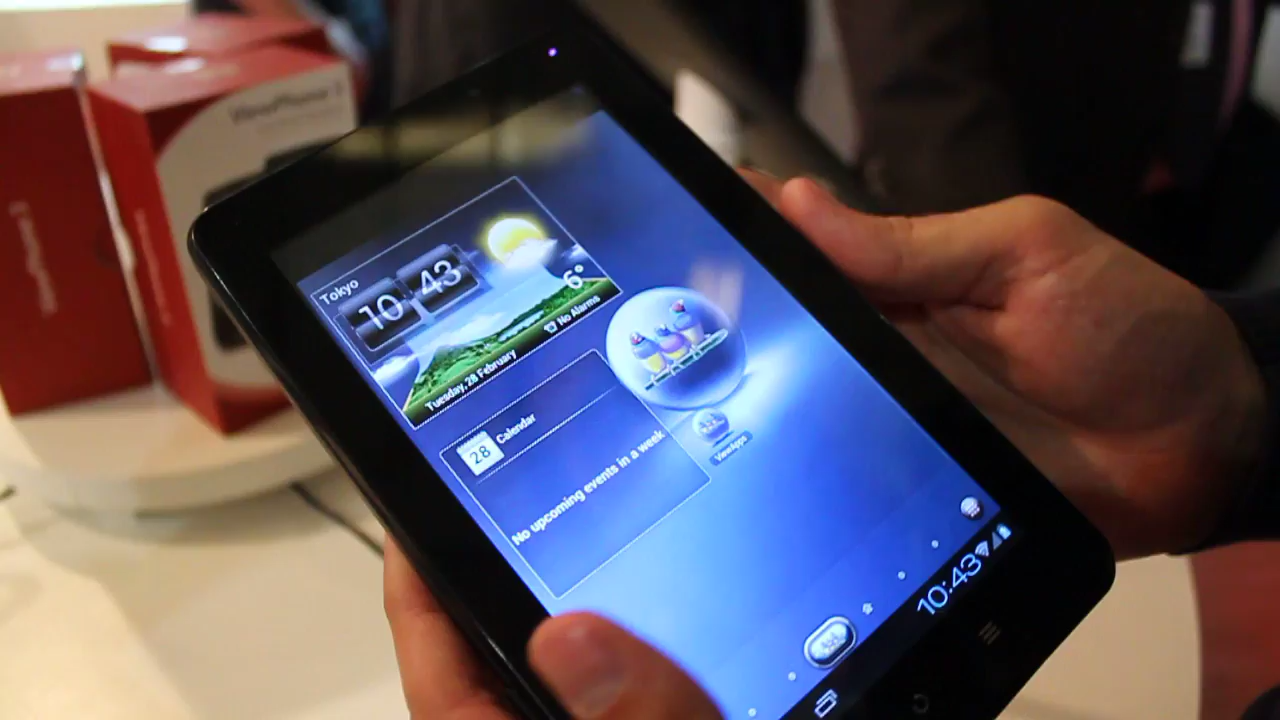 Tokyo
10 43
6°
No Alarms
Tuesday, 28 February
28
Calendar
No upcoming events in a week
ViewApps
10:43